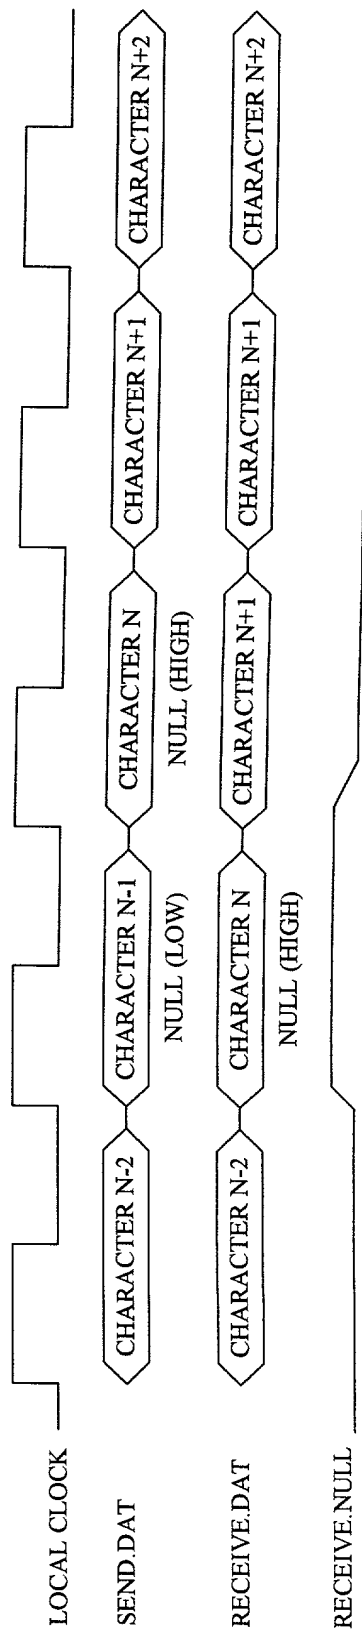 LOCAL CLOCK
SEND.DAT
CHARACTER N-2
CHARACTER N-1
CHARACTER N
CHARACTER N+1
CHARACTER N+2
NULL (LOW)
NULL (HIGH)
RECEIVE.DAT
CHARACTER N-2
CHARACTER N
CHARACTER N+1
CHARACTER N+1
CHARACTER N+2
NULL (HIGH)
RECEIVE.NULL